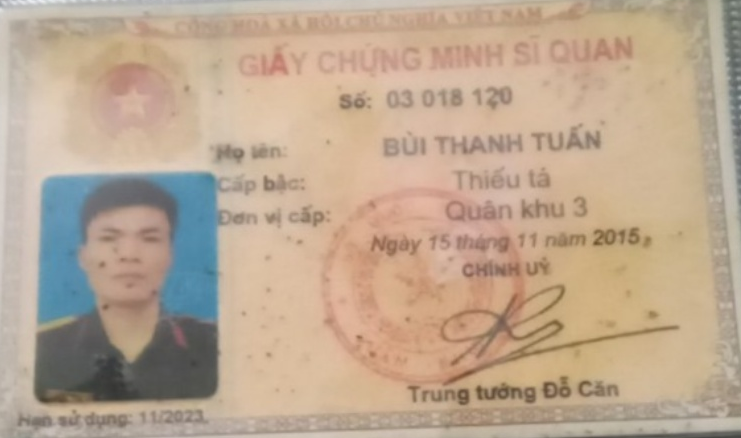 CỘNG HOÀ XÃ HỘI CHỦ NGHĨA VIỆT NAM
GIẤY CHỨNG MINH SĨ QUAN
Số: 03 018 120
Họ tên: BÙI THANH TUẤN
Cấp bậc: Thiếu tá
Đơn vị cấp: Quân khu 3
Ngày 15 tháng 11 năm 2015
CHÍNH UỶ
Trung tướng Đỗ Căn
Hạn sử dụng: 11/2023